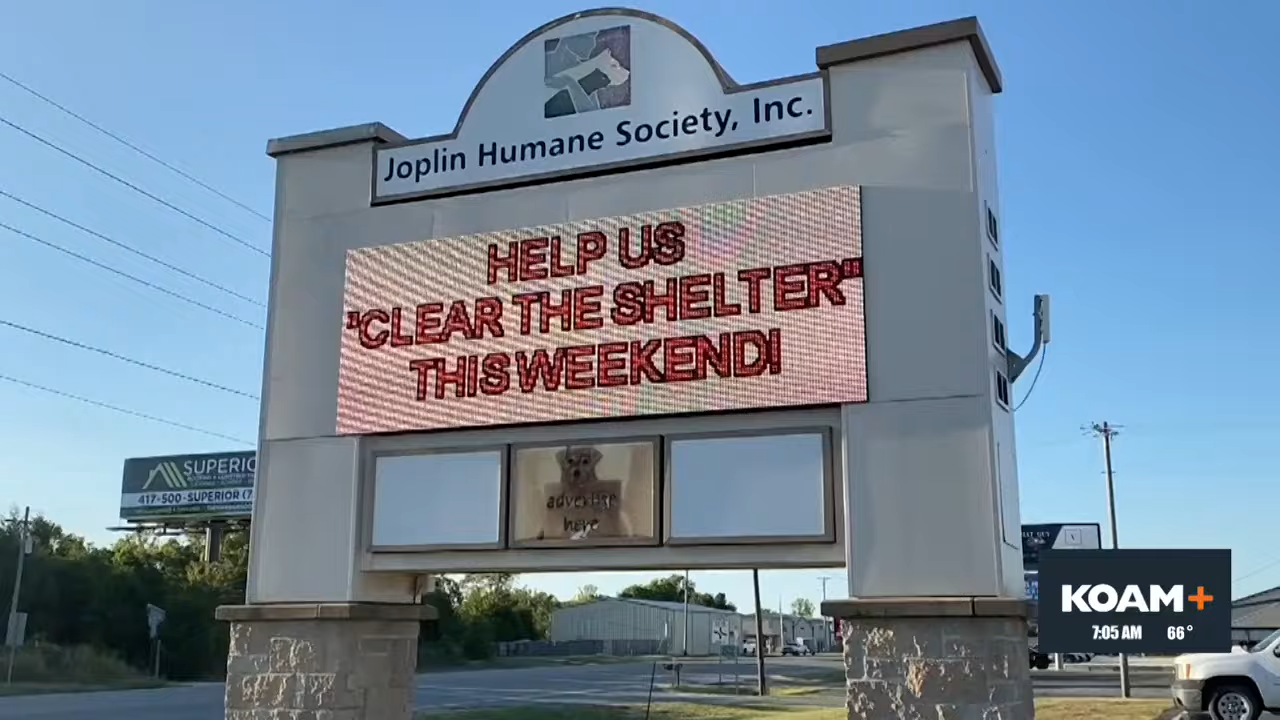 Joplin Humane Society, Inc.
HELP US
"CLEAR THE SHELTER"
THIS WEEKEND!
advertise
here
SUPERIOR
417-500-SUPERIOR (7
KOAM+
7:05 AM 66°